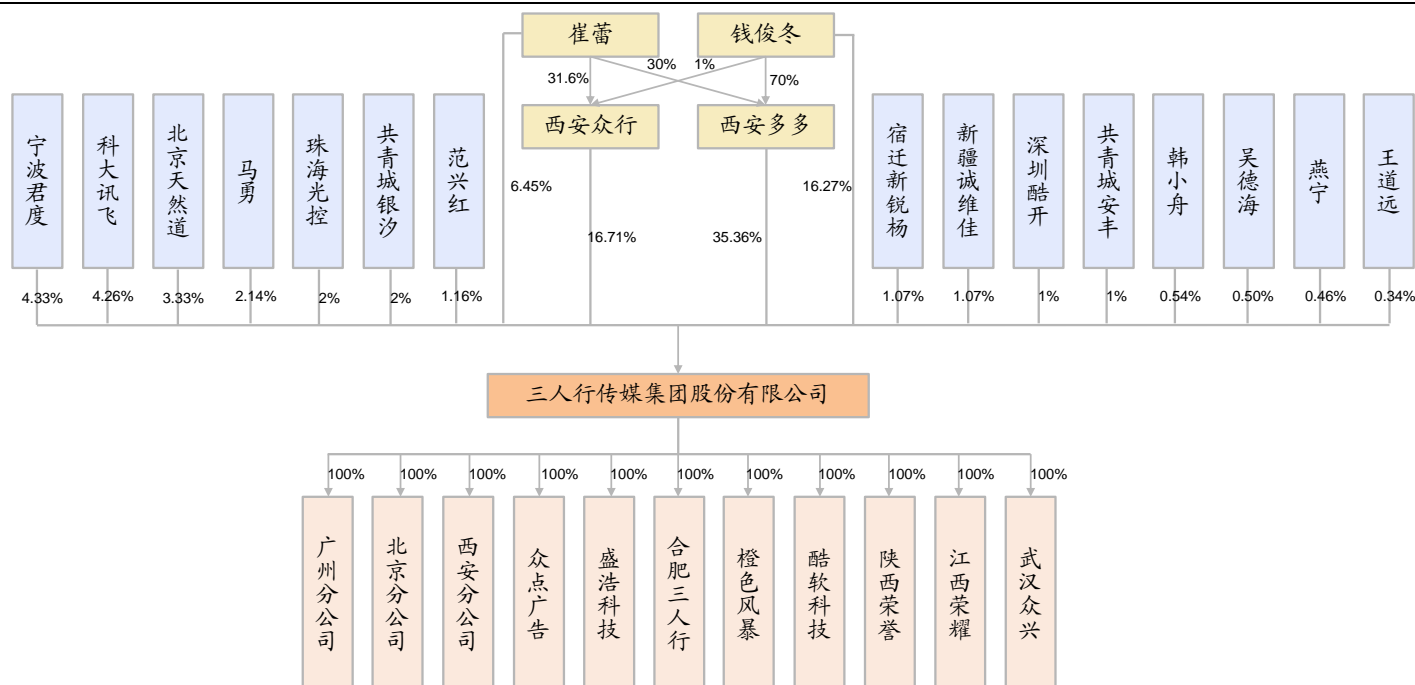 崔蕾
钱俊冬
31.6%
30%
1%
70%
西安众行
西安多多
宁波君度
科大讯飞
北京天然道
马勇
珠海光控
共青城银汐
范兴红
6.45%
16.71%
35.36%
16.27%
宿迁新锐杨
新疆诚维佳
深圳酷开
共青城安丰
韩小舟
吴德海
燕宁
王道远
4.33%
4.26%
3.33%
2.14%
2%
2%
1.16%
1.07%
1.07%
1%
1%
0.54%
0.50%
0.46%
0.34%
三人行传媒集团股份有限公司
100%
100%
100%
100%
100%
100%
100%
100%
100%
100%
100%
广州分公司
北京分公司
西安分公司
众点广告
盛浩科技
合肥三人行
橙色风暴
酷软科技
陕西荣誉
江西荣耀
武汉众兴